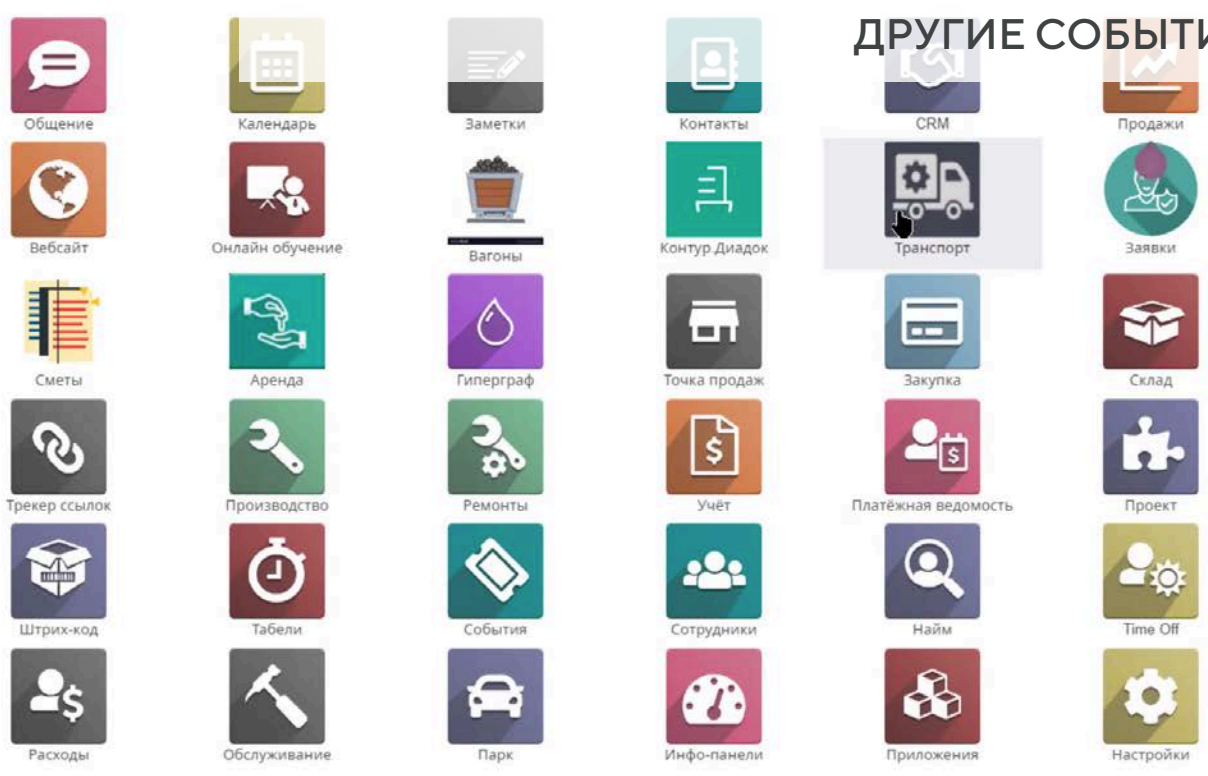 ДРУГИЕ СОБЫТИ
Общение
Календарь
Заметки
Контакты
CRM
Продажи
Вебсайт
Онлайн обучение
Вагоны
Контур.Диадок
Транспорт
Заявки
Сметы
Аренда
Гиперграф
Точка продаж
Закупка
Склад
Трекер ссылок
Производство
Ремонты
Учёт
Платёжная ведомость
Проект
Штрих-код
Табели
События
Сотрудники
Найм
Time Off
Расходы
Обслуживание
Парк
Инфо-панели
Приложения
Настройки